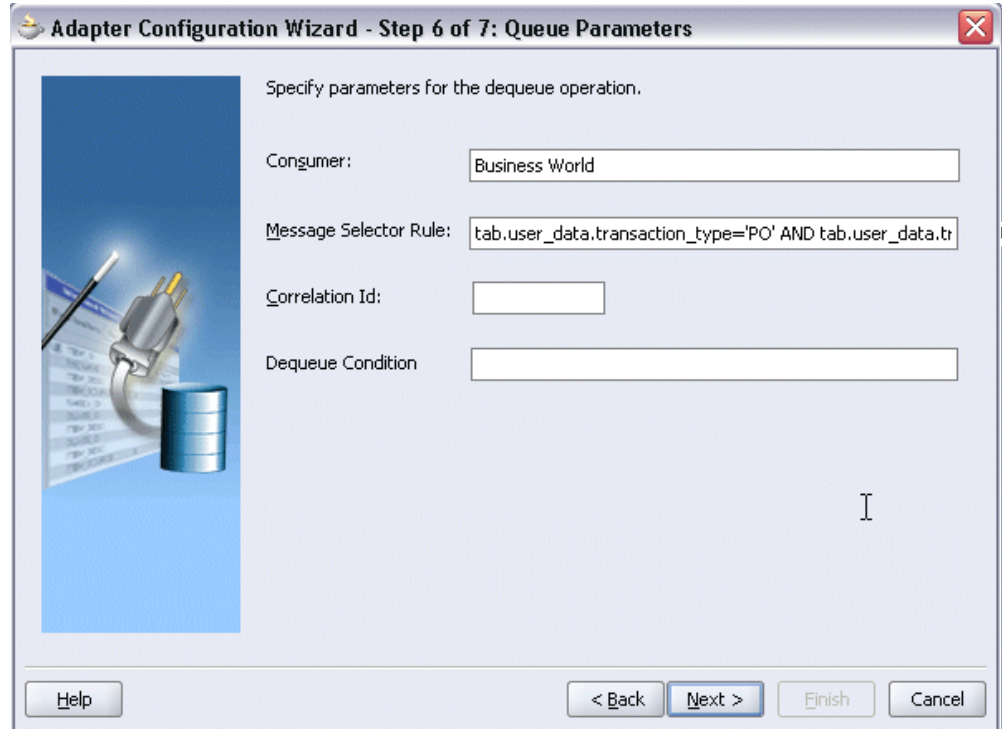 Adapter Configuration Wizard - Step 6 of 7: Queue Parameters
Specify parameters for the dequeue operation.
Consumer: Business World
Message Selector Rule: tab.user_data.transaction_type='PO' AND tab.user_data.tr
Correlation Id:
Dequeue Condition
Help < Back Next > Finish Cancel